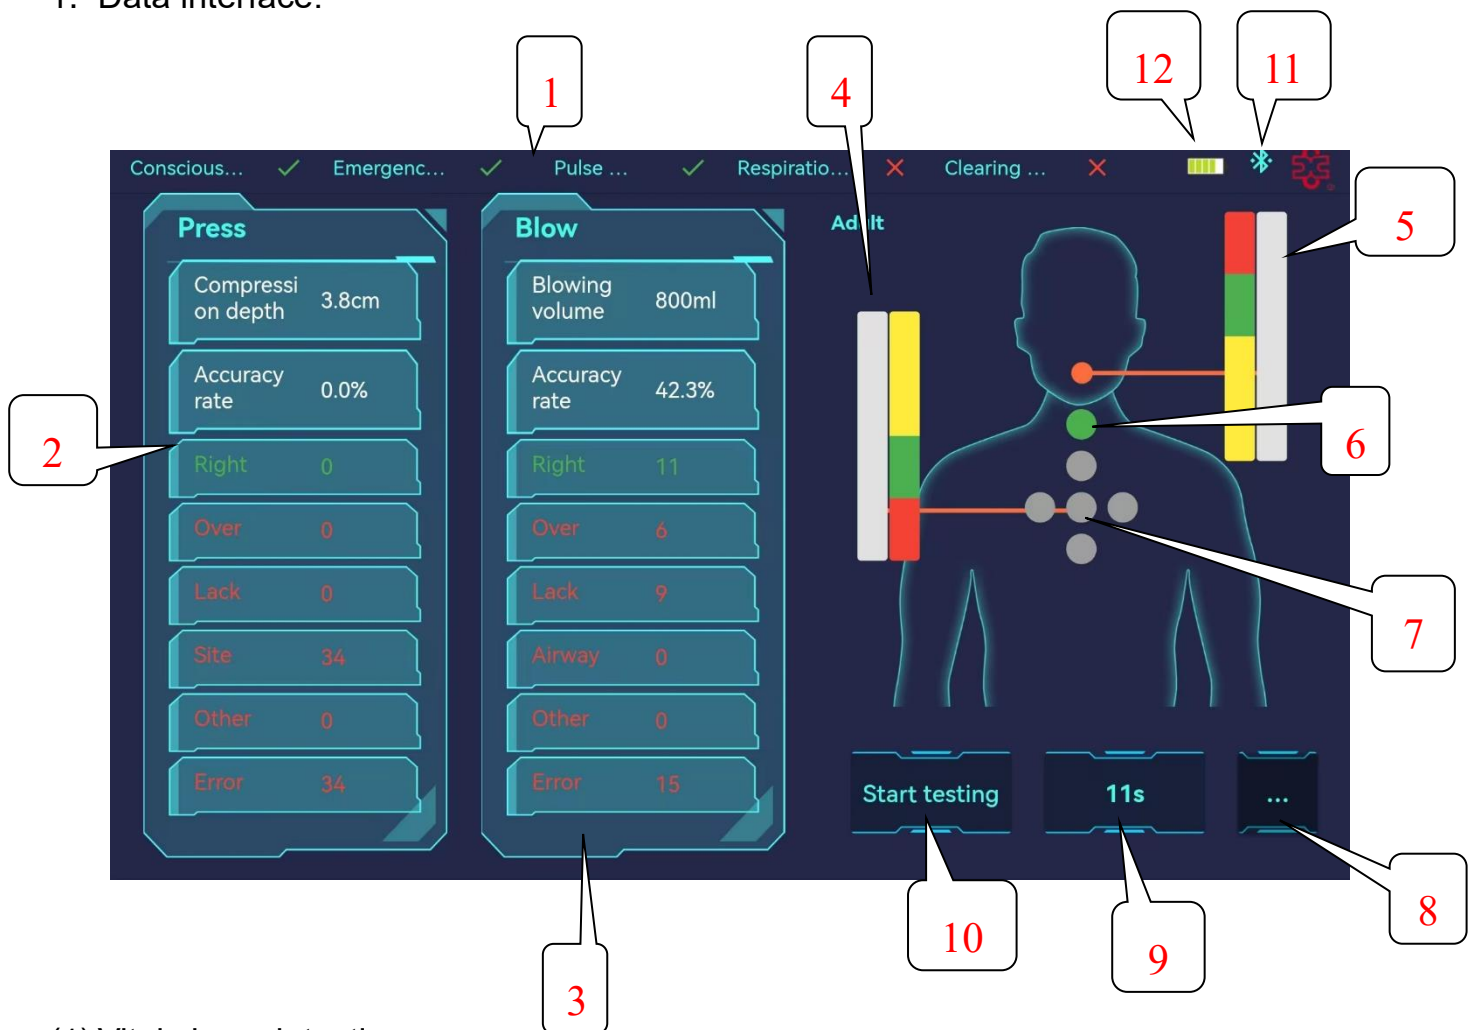 1. Data interface:
12
11
1
4
Conscious...
Emergenc...
Pulse ...
Respiratio...
Clearing ...
5
Press
Compressi
on depth
3.8cm
Accuracy
rate
0.0%
Right 0
Over 0
Lack 0
Site 34
Other 0
Error 34
2
Blow
Blowing
volume
800ml
Accuracy
rate
42.3%
Right 11
Over 6
Lack 9
Airway 0
Other 0
Error 15
3
Adult
6
7
Start testing
11s
...
10
9
8